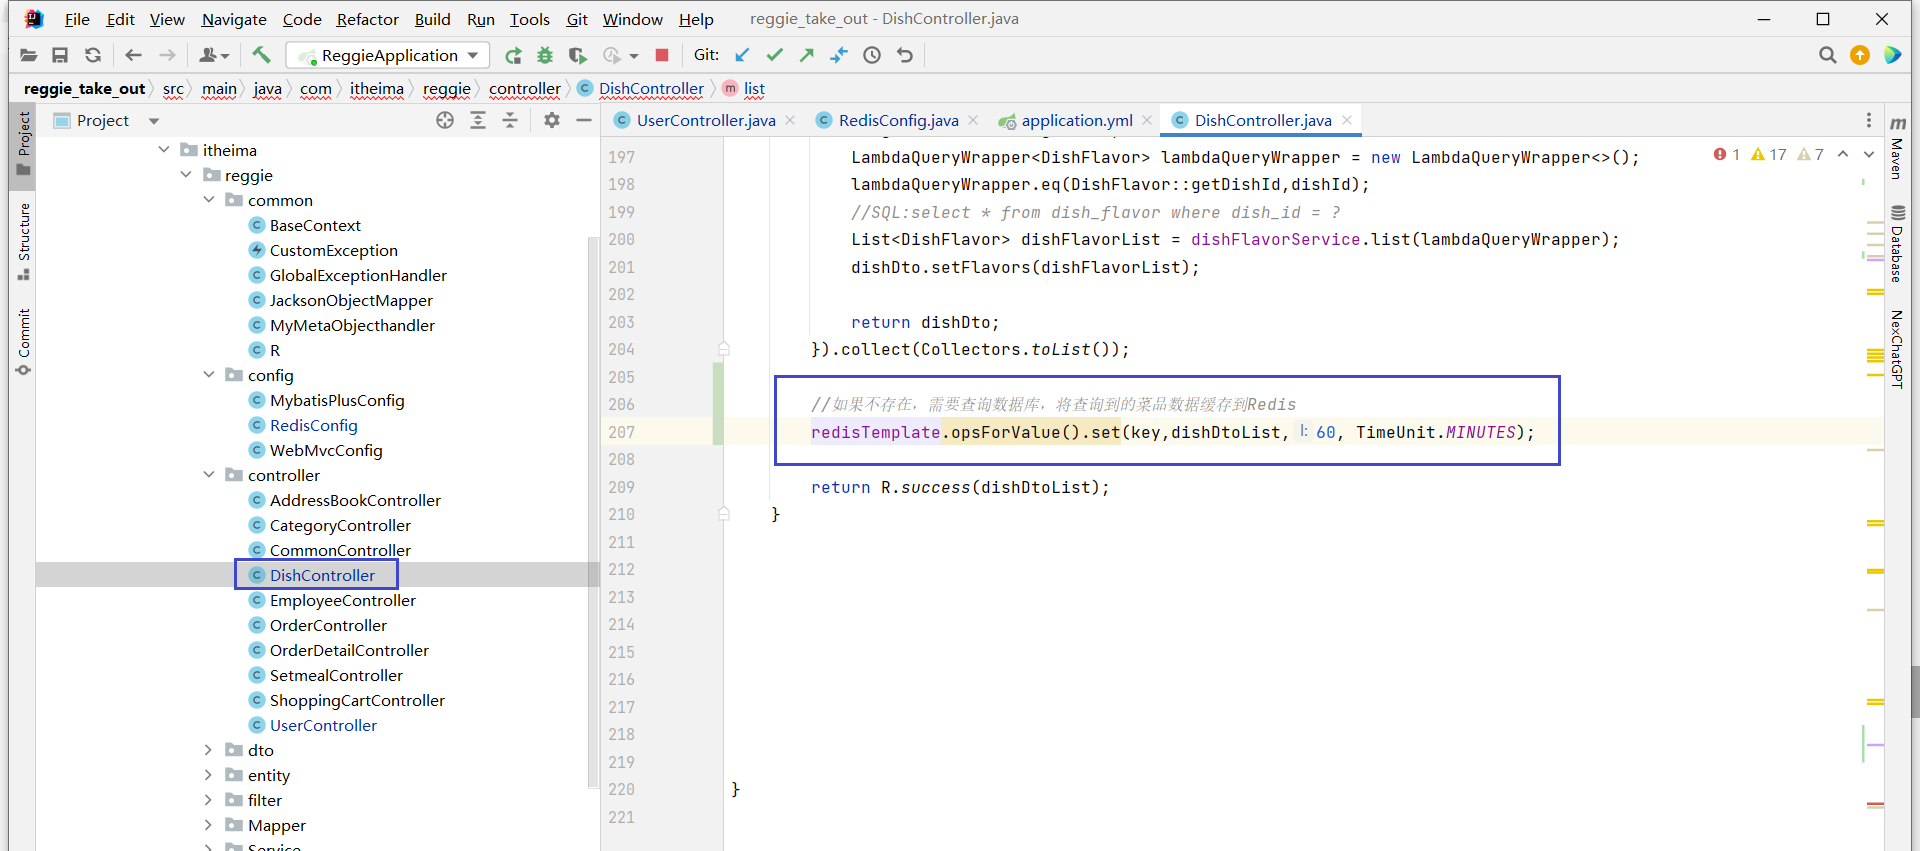 File Edit View Navigate Code Refactor Build Run Tools Git Window Help reggie_take_out - DishController.java
ReggieApplication Git:
reggie_take_out src main java com itheima reggie controller DishController m list
Project
UserController.java RedisConfig.java application.yml DishController.java
Project
Structure
Commit
itheima
reggie
common
C BaseContext
CustomException
C GlobalExceptionHandler
C JacksonObjectMapper
C MyMetaObjecthandler
C R
config
C MybatisPlusConfig
C RedisConfig
C WebMvcConfig
controller
C AddressBookController
C CategoryController
C CommonController
C DishController
C EmployeeController
C OrderController
C OrderDetailController
C SetmealController
C ShoppingCartController
C UserController
dto
entity
filter
Mapper
Service
197 LambdaQueryWrapper<DishFlavor> lambdaQueryWrapper = new LambdaQueryWrapper<>();
198 lambdaQueryWrapper.eq(DishFlavor::getDishId,dishId);
199 //SQL:select * from dish_flavor where dish_id = ?
200 List<DishFlavor> dishFlavorList = dishFlavorService.list(lambdaQueryWrapper);
201 dishDto.setFlavors(dishFlavorList);
202
203 return dishDto;
204 }).collect(Collectors.toList());
205
206 //如果不存在，需要查询数据库，将查询到的菜品数据缓存到Redis
207 redisTemplate.opsForValue().set(key,dishDtoList, l: 60, TimeUnit.MINUTES);
208
209 return R.success(dishDtoList);
210 }
211
212
213
214
215
216
217
218
219
220 }
221
1 17 7
m Maven
Database
NexChatGPT